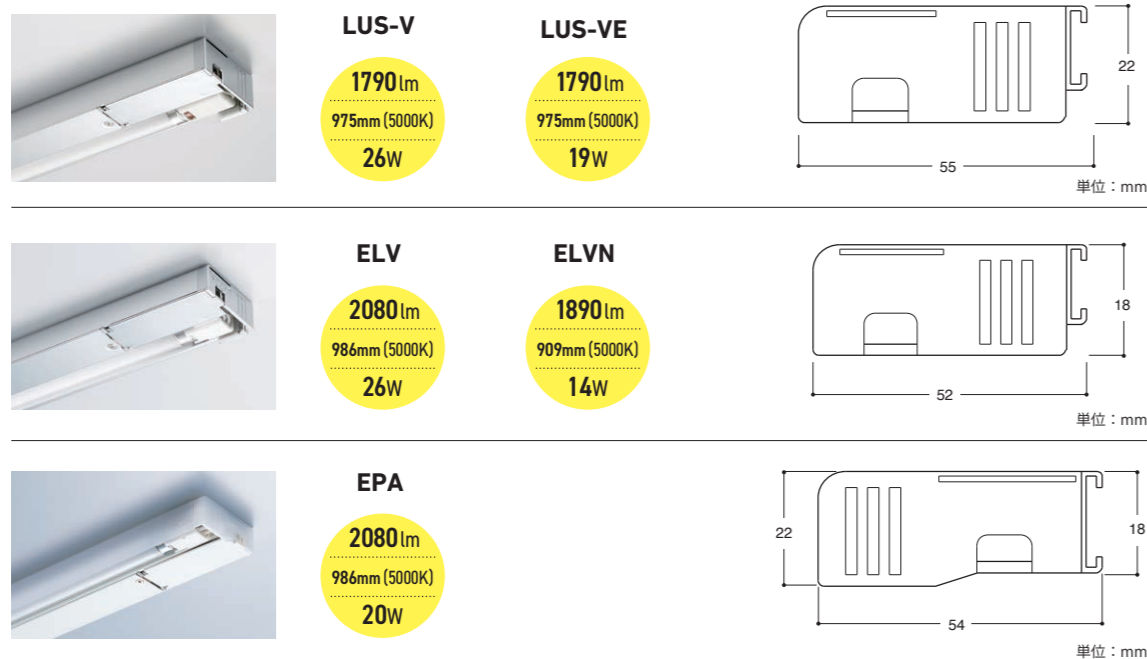 LUS-V
1790lm
975mm (5000K)
26W
LUS-VE
1790lm
975mm (5000K)
19W
22
55
単位：mm
ELV
2080lm
986mm (5000K)
26W
ELVN
1890lm
909mm (5000K)
14W
18
52
単位：mm
EPA
2080lm
986mm (5000K)
20W
22
18
54
単位：mm